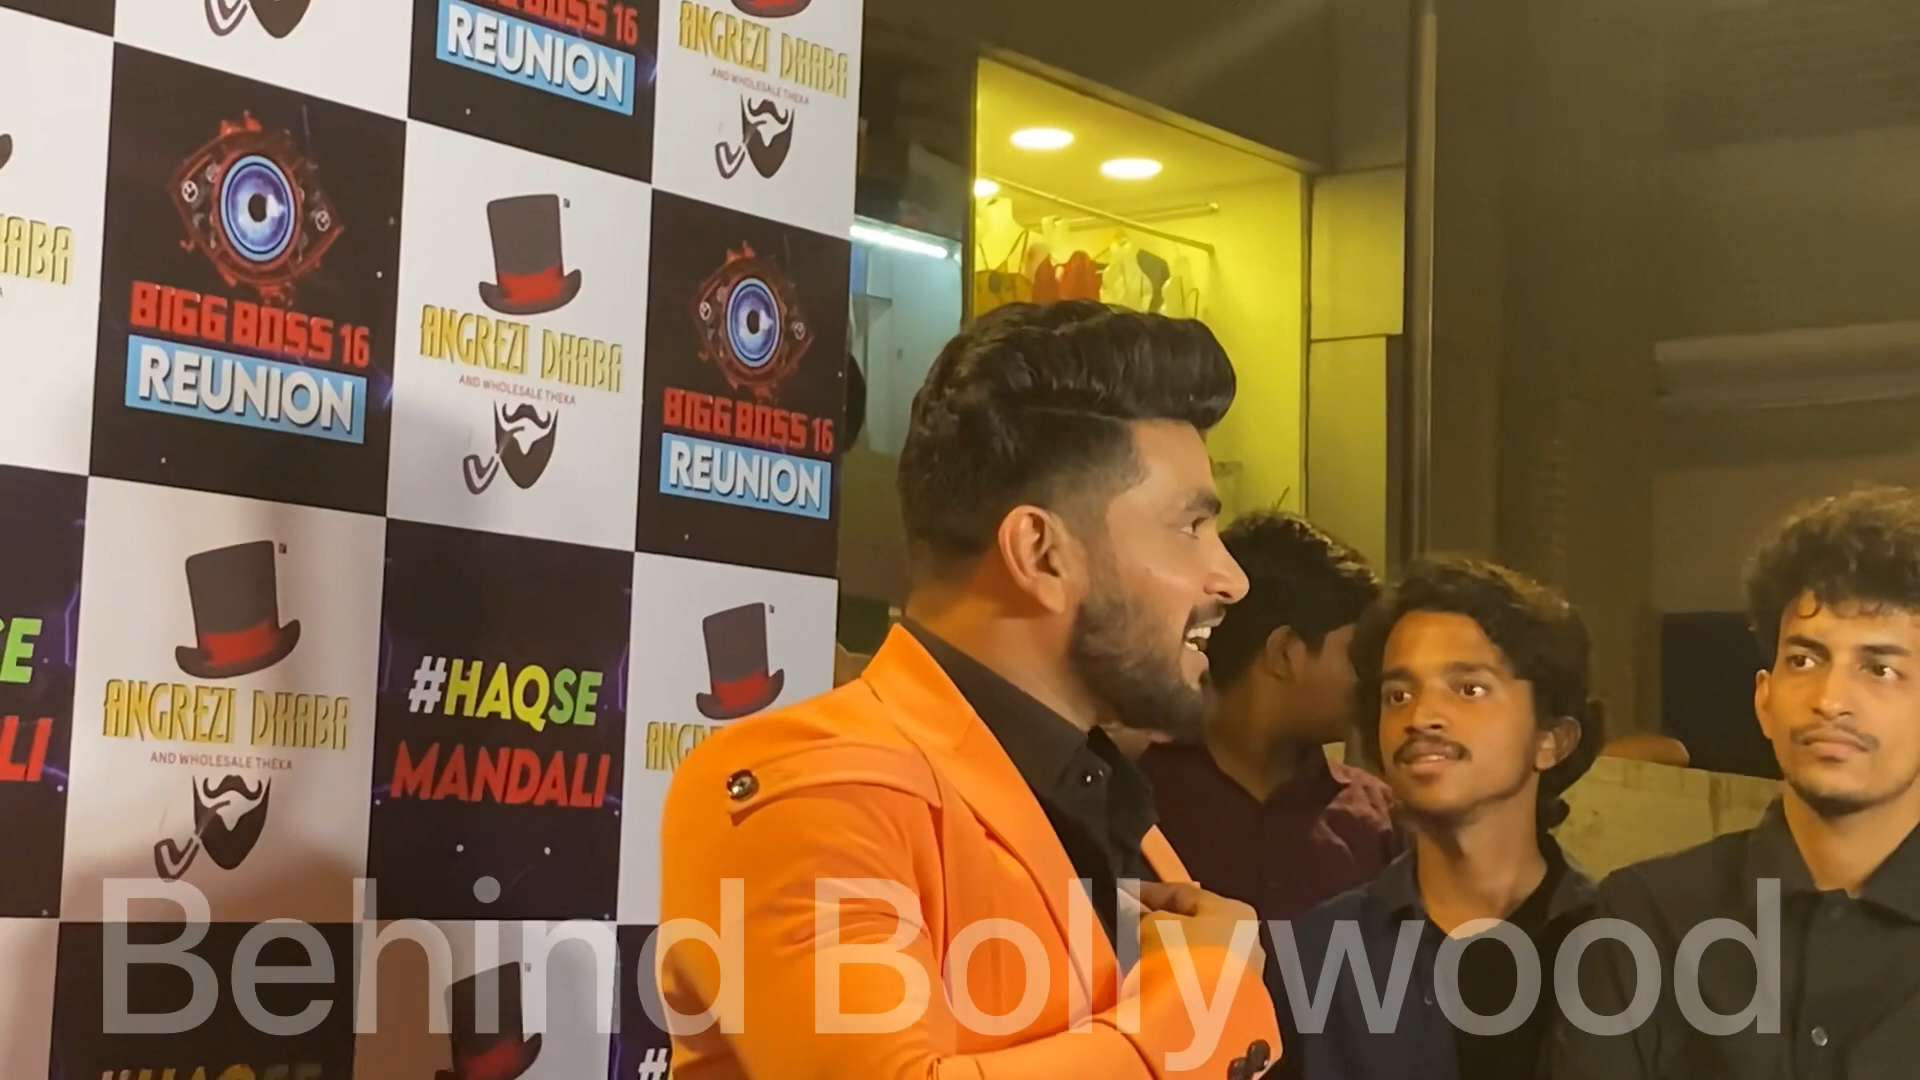 BIGG BOSS 16
REUNION
ANGREZI DHABA
AND WHOLESALE THEKA
BIGG BOSS 16
REUNION
ANGREZI DHABA
AND WHOLESALE THEKA
BIGG BOSS 16
REUNION
ANGREZI DHABA
AND WHOLESALE THEKA
#HAQSE
MANDALI
Behind Bollywood